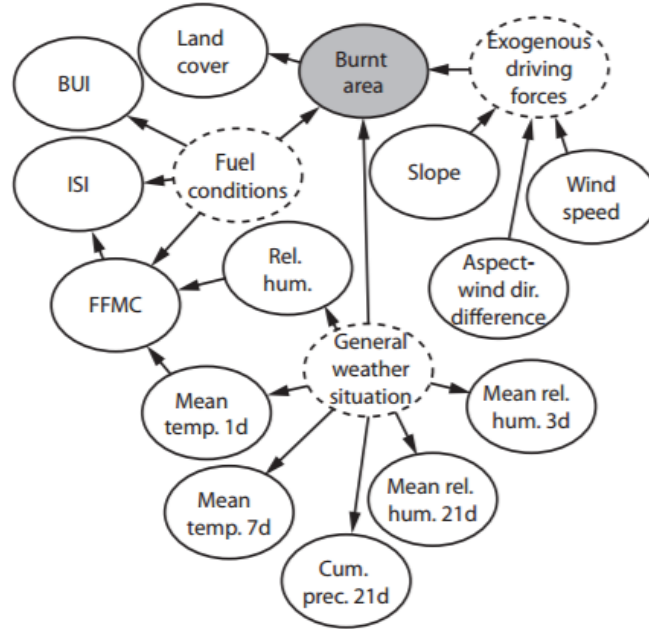 Land
cover
Burnt
area
Exogenous
driving
forces
BUI
ISI
Fuel
conditions
Slope
Wind
speed
FFMC
Rel.
hum.
Aspect-
wind dir.
difference
General
weather
situation
Mean
temp. 1d
Mean rel.
hum. 3d
Mean
temp. 7d
Mean rel.
hum. 21d
Cum.
prec. 21d